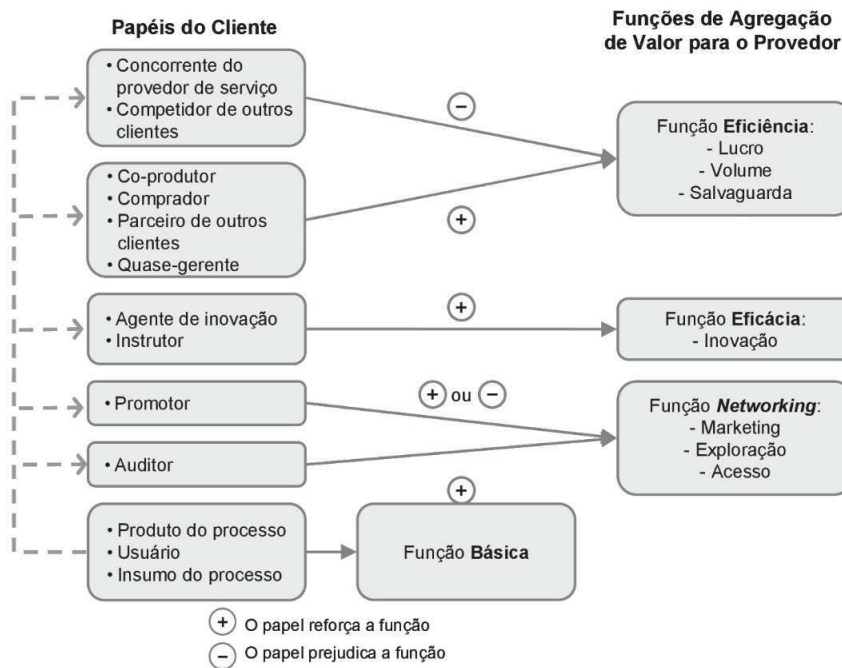 Papéis do Cliente
Funções de Agregação
de Valor para o Provedor
• Concorrente do
provedor de serviço
• Competidor de outros
clientes
−
Função Eficiência:
- Lucro
- Volume
- Salvaguarda
• Co-produtor
• Comprador
• Parceiro de outros
clientes
• Quase-gerente
+
• Agente de inovação
• Instrutor
+
Função Eficácia:
- Inovação
• Promotor
+ ou −
Função Networking:
- Marketing
- Exploração
- Acesso
• Auditor
+
• Produto do processo
• Usuário
• Insumo do processo
Função Básica
+ O papel reforça a função
− O papel prejudica a função